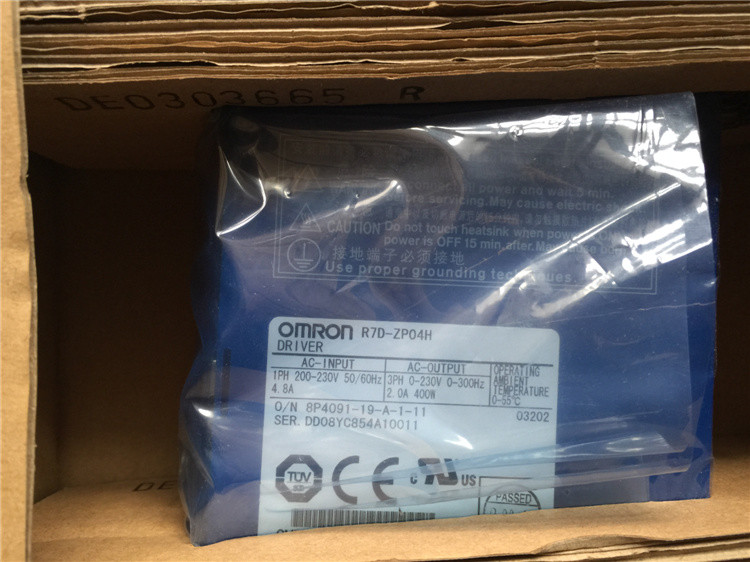 DE0303665 R
power and wait 5 min.
before servicing. May cause electric
CAUTION Do not touch heatsink when
power is OFF 15 min. after. May cause
接地端子必须接地
Use proper grounding techniques.
OMRON R7D-ZP04H
DRIVER
AC-INPUT AC-OUTPUT OPERATING
AMBIENT
1PH 200-230V 50/60Hz 3PH 0-230V 0-300Hz TEMPERATURE
4.8A 2.0A 400W 0-55°C
O/N 8P4091-19-A-1-11 03202
SER. DD08YC854A10011
TÜV CE c UL US
PASSED